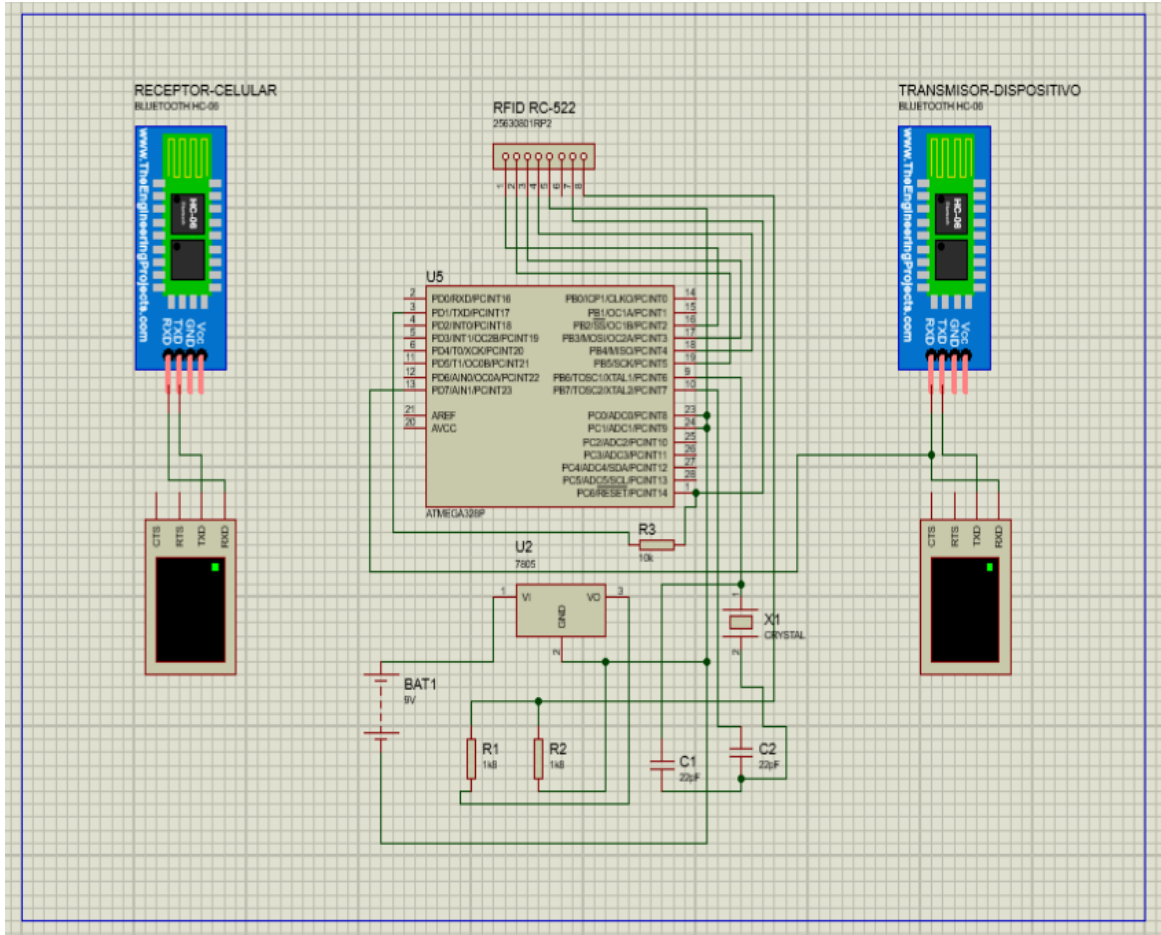 RECEPTOR-CELULAR
BLUETOOTH HC-06
www.TheEngineeringProjects.com
HC-06
RXD
TXD
GND
Vcc
CTS
RTS
TXD
RXD
RFID RC-522
25630801RP2
1
2
3
4
5
6
7
8
TRANSMISOR-DISPOSITIVO
BLUETOOTH HC-06
www.TheEngineeringProjects.com
HC-06
RXD
TXD
GND
Vcc
CTS
RTS
TXD
RXD
U5
2 PD0/RXD/PCINT16
3 PD1/TXD/PCINT17
4 PD2/INT0/PCINT18
5 PD3/INT1/OC2B/PCINT19
6 PD4/T0/XCK/PCINT20
11 PD5/T1/OC0B/PCINT21
12 PD6/AIN0/OC0A/PCINT22
13 PD7/AIN1/PCINT23
21 AREF
20 AVCC
PB0/ICP1/CLKO/PCINT0 14
PB1/OC1A/PCINT1 15
PB2/SS/OC1B/PCINT2 16
PB3/MOSI/OC2A/PCINT3 17
PB4/MISO/PCINT4 18
PB5/SCK/PCINT5 19
PB6/TOSC1/XTAL1/PCINT6 9
PB7/TOSC2/XTAL2/PCINT7 10
PC0/ADC0/PCINT8 23
PC1/ADC1/PCINT9 24
PC2/ADC2/PCINT10 25
PC3/ADC3/PCINT11 26
PC4/ADC4/SDA/PCINT12 27
PC5/ADC5/SCL/PCINT13 28
PC6/RESET/PCINT14 1
ATMEGA328P
R3
10k
U2
7805
1 VI
VO 3
GND
2
X1
CRYSTAL
1
2
BAT1
9V
R1
1k8
R2
1k8
C1
22pF
C2
22pF